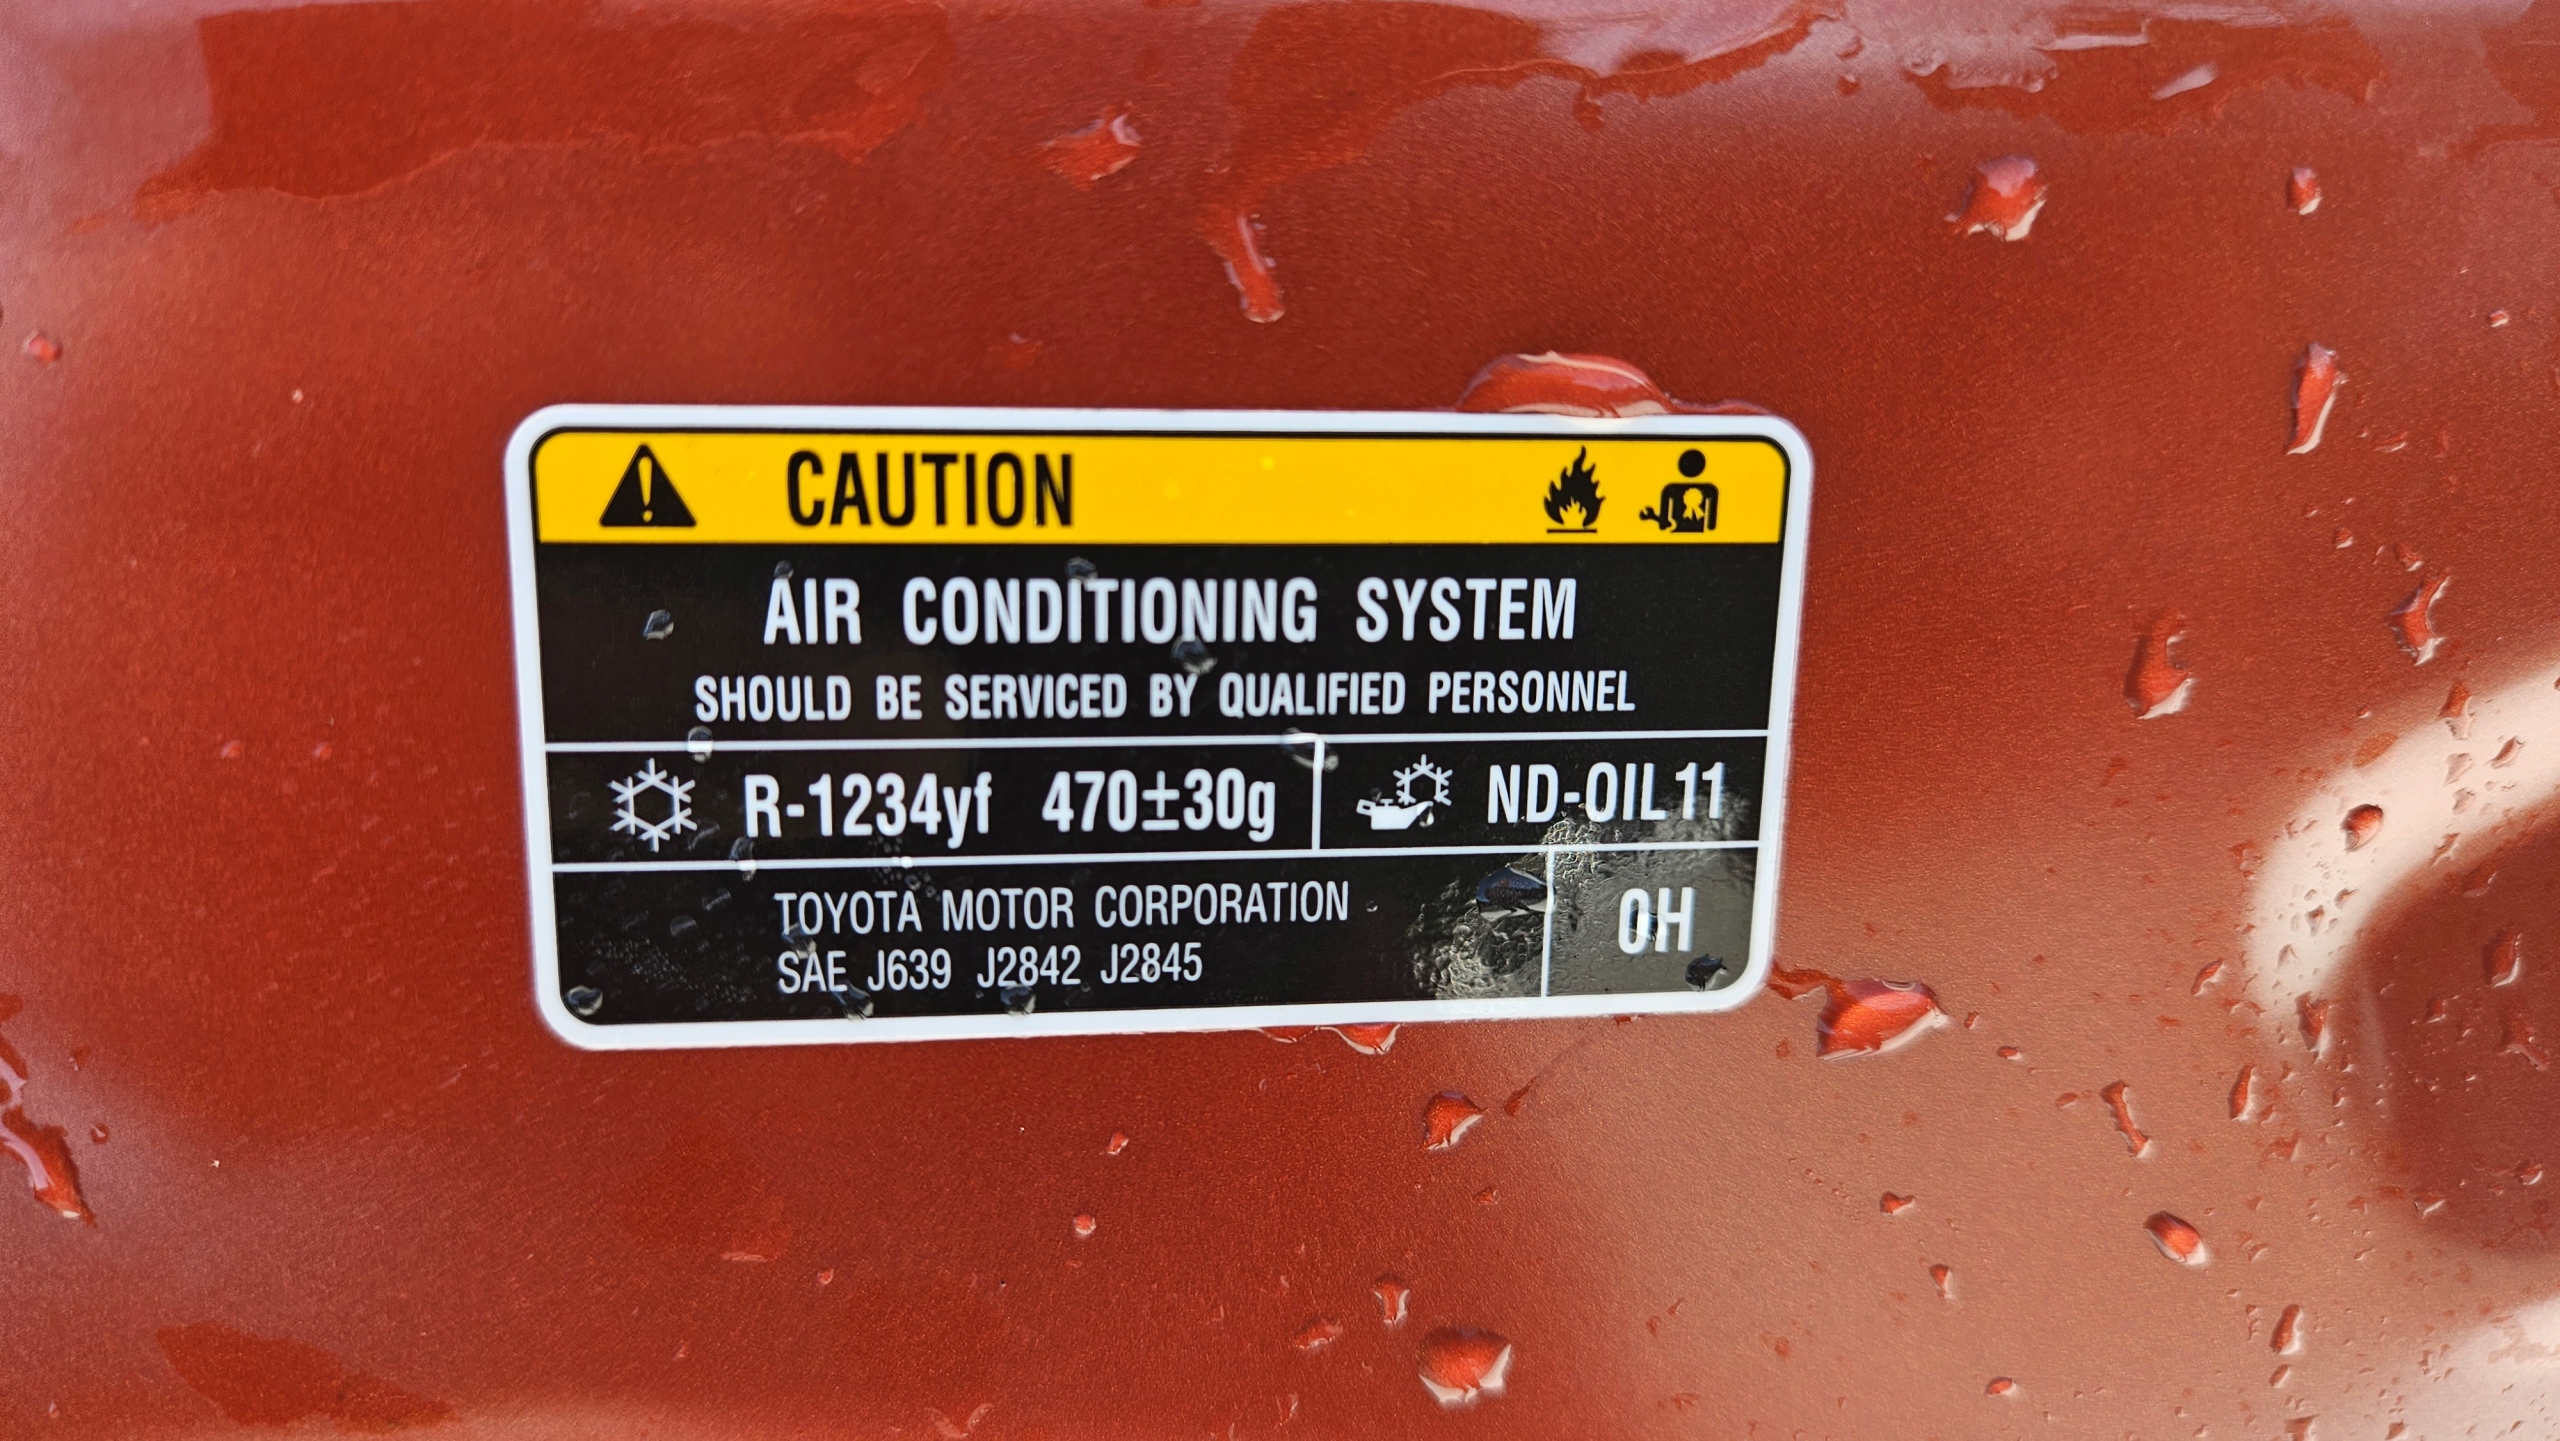 CAUTION
AIR CONDITIONING SYSTEM
SHOULD BE SERVICED BY QUALIFIED PERSONNEL
R-1234yf 470±30g ND-OIL11
TOYOTA MOTOR CORPORATION
SAE J639 J2842 J2845
0H